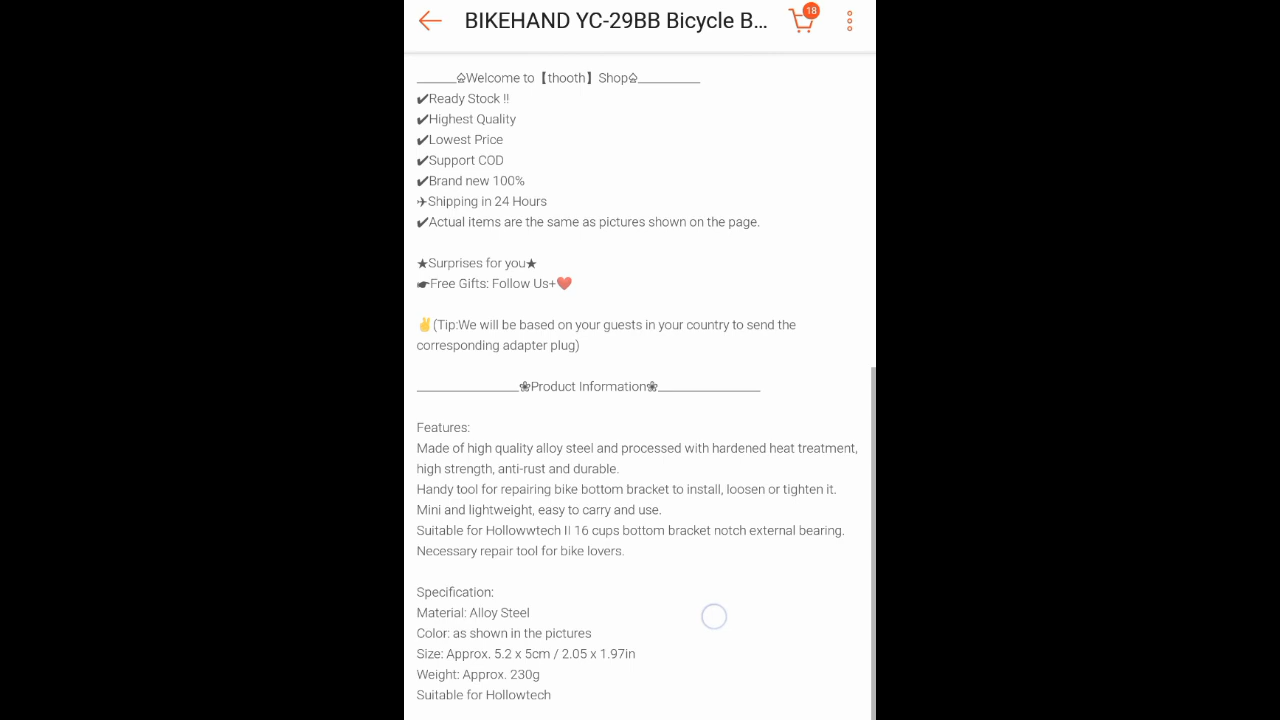 BIKEHAND YC-29BB Bicycle B...
18
______♤Welcome to【thooth】Shop♤_________
✔Ready Stock !!
✔Highest Quality
✔Lowest Price
✔Support COD
✔Brand new 100%
✈Shipping in 24 Hours
✔Actual items are the same as pictures shown on the page.
★Surprises for you★
☛Free Gifts: Follow Us+❤️
✌(Tip:We will be based on your guests in your country to send the
corresponding adapter plug)
_______________❀Product Information❀_______________
Features:
Made of high quality alloy steel and processed with hardened heat treatment,
high strength, anti-rust and durable.
Handy tool for repairing bike bottom bracket to install, loosen or tighten it.
Mini and lightweight, easy to carry and use.
Suitable for Hollowwtech II 16 cups bottom bracket notch external bearing.
Necessary repair tool for bike lovers.
Specification:
Material: Alloy Steel
Color: as shown in the pictures
Size: Approx. 5.2 x 5cm / 2.05 x 1.97in
Weight: Approx. 230g
Suitable for Hollowtech